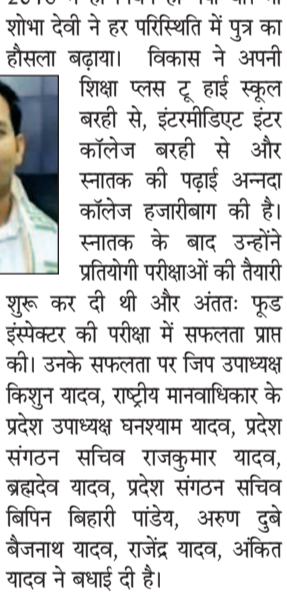 शोभा देवी ने हर परिस्थिति में पुत्र का
हौसला बढ़ाया। विकास ने अपनी
शिक्षा प्लस टू हाई स्कूल
बरही से, इंटरमीडिएट इंटर
कॉलेज बरही से और
स्नातक की पढ़ाई अन्नदा
कॉलेज हजारीबाग की है।
स्नातक के बाद उन्होंने
प्रतियोगी परीक्षाओं की तैयारी
शुरू कर दी थी और अंततः फूड
इंस्पेक्टर की परीक्षा में सफलता प्राप्त
की। उनके सफलता पर जिप उपाध्यक्ष
किशुन यादव, राष्ट्रीय मानवाधिकार के
प्रदेश उपाध्यक्ष घनश्याम यादव, प्रदेश
संगठन सचिव राजकुमार यादव,
ब्रह्मदेव यादव, प्रदेश संगठन सचिव
बिपिन बिहारी पांडेय, अरुण दुबे
बैजनाथ यादव, राजेंद्र यादव, अंकित
यादव ने बधाई दी है।